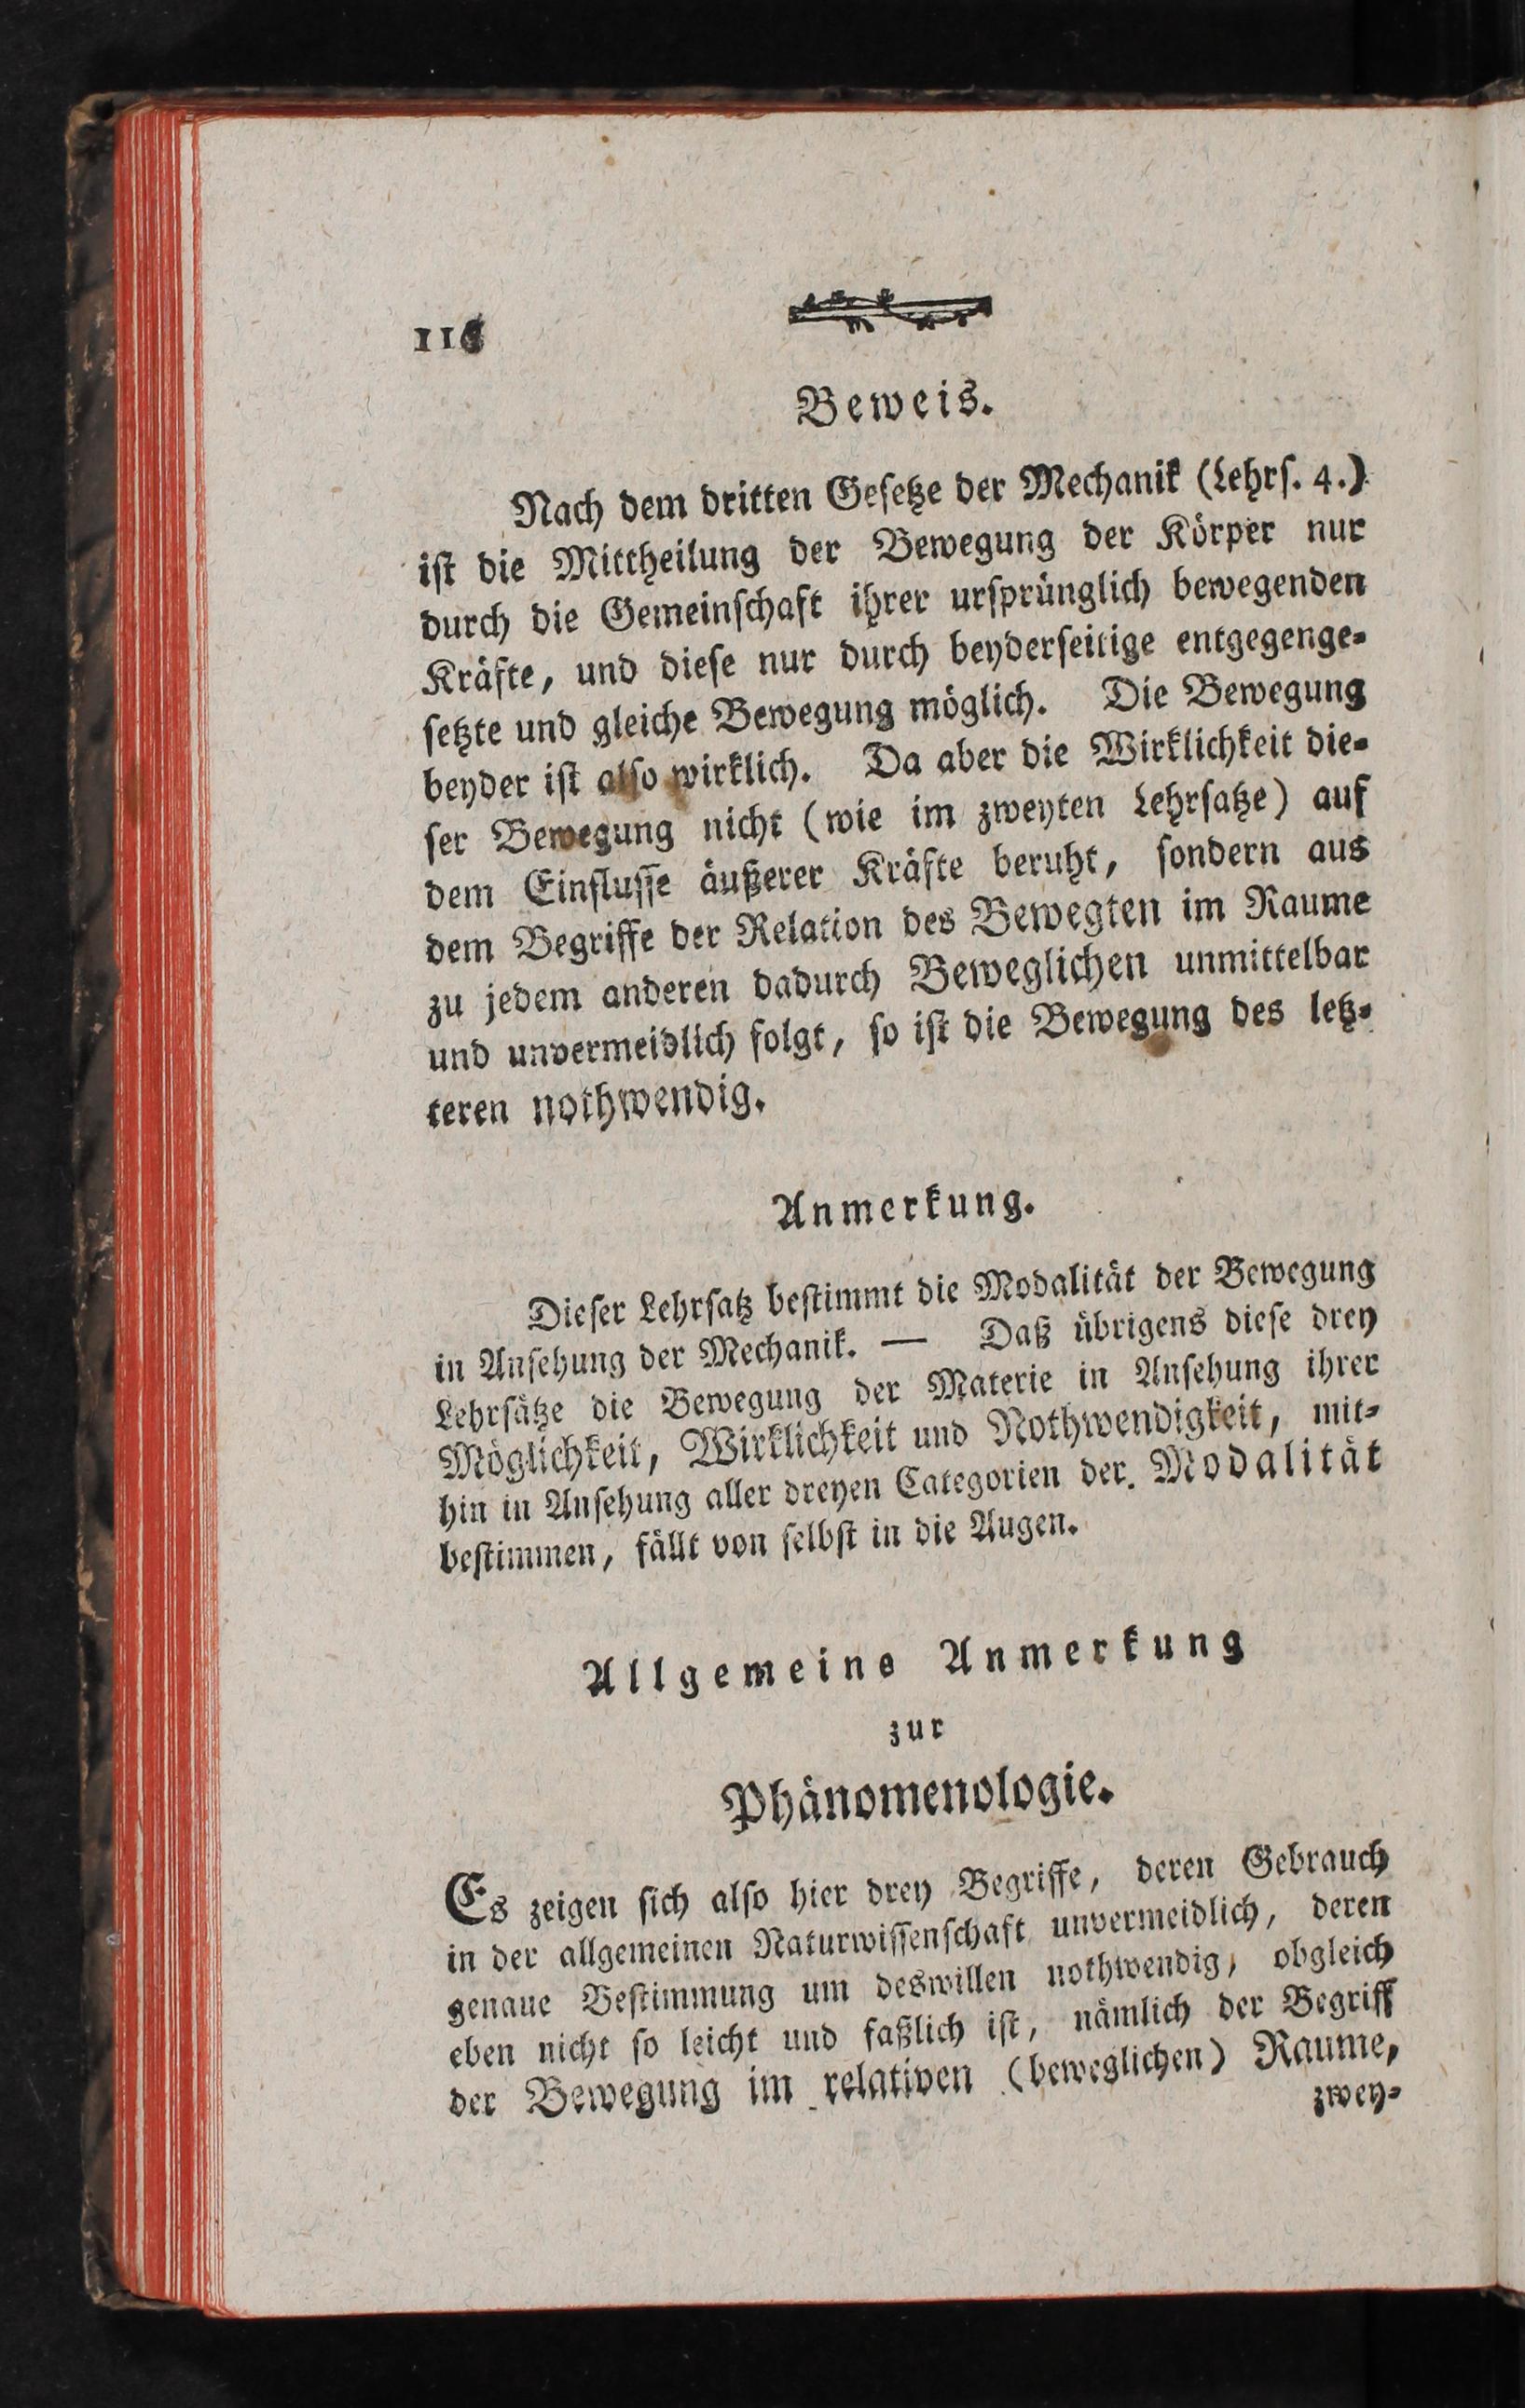 116
Beweis.
Nach dem dritten Gesetze der Mechanik (Lehrs. 4.)
ist die Mittheilung der Bewegung der Körper nur
durch die Gemeinschaft ihrer ursprünglich bewegenden
Kräfte, und diese nur durch beyderseitige entgegenge-
setzte und gleiche Bewegung möglich. Die Bewegung
beyder ist also wirklich. Da aber die Wirklichkeit die-
ser Bewegung nicht (wie im zweyten Lehrsatze) auf
dem Einflusse äußerer Kräfte beruht, sondern aus
dem Begriffe der Relation des Bewegten im Raume
zu jedem anderen dadurch Beweglichen unmittelbar
und unvermeidlich folgt, so ist die Bewegung des letz-
teren nothwendig.
Anmerkung.
Dieser Lehrsatz bestimmt die Modalität der Bewegung
in Ansehung der Mechanik. — Daß übrigens diese drey
Lehrsätze die Bewegung der Materie in Ansehung ihrer
Möglichkeit, Wirklichkeit und Nothwendigkeit, mit-
hin in Ansehung aller dreyen Categorien der Modalität
bestimmen, fällt von selbst in die Augen.
Allgemeine Anmerkung
zur
Phänomenologie.
Es zeigen sich also hier drey Begriffe, deren Gebrauch
in der allgemeinen Naturwissenschaft unvermeidlich, deren
genaue Bestimmung um deswillen nothwendig, obgleich
eben nicht so leicht und faßlich ist, nämlich der Begriff
der Bewegung im relativen (beweglichen) Raume,
zwey-